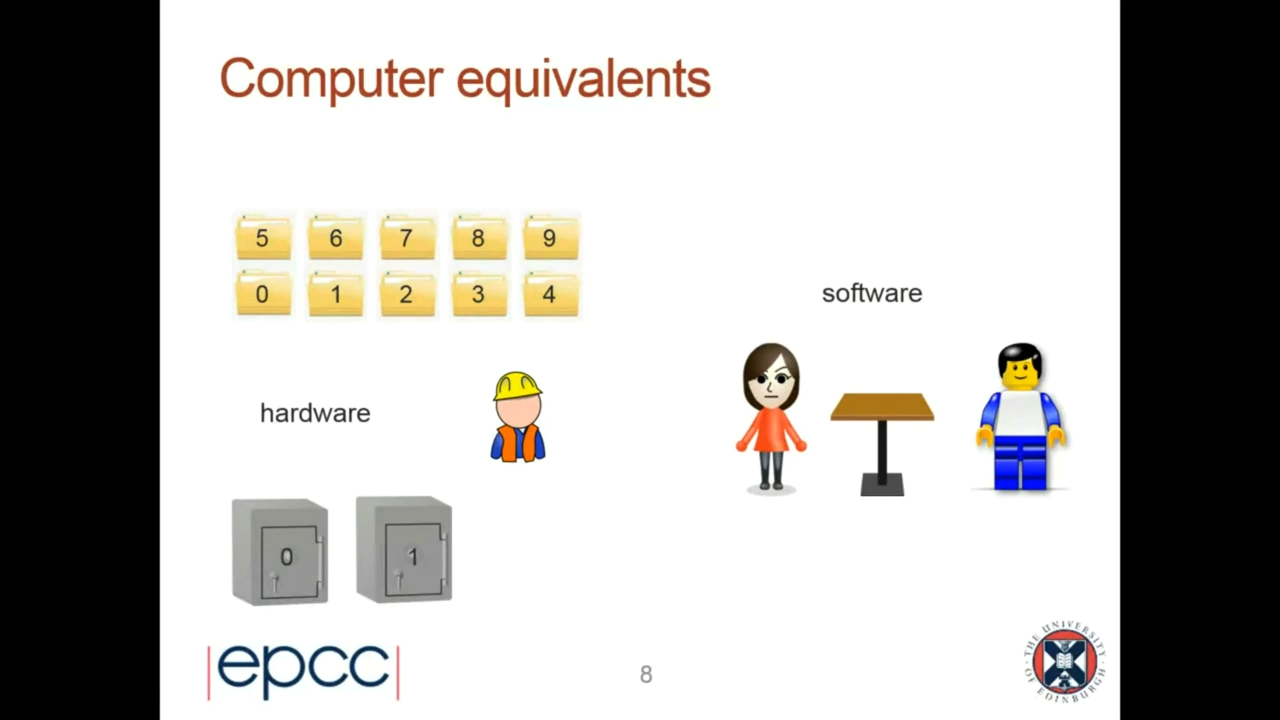 Computer equivalents
5 6 7 8 9
0 1 2 3 4
software
hardware
0 1
epcc
8
THE UNIVERSITY OF EDINBURGH